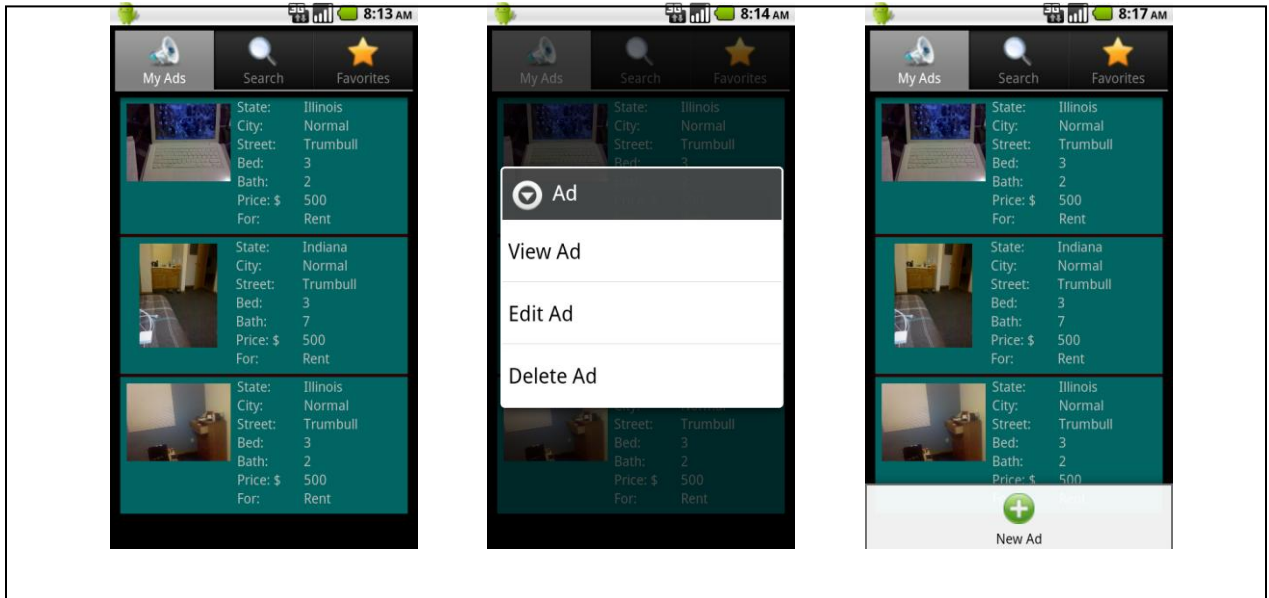 8:13 AM
My Ads Search Favorites
State: Illinois
City: Normal
Street: Trumbull
Bed: 3
Bath: 2
Price: $ 500
For: Rent
State: Indiana
City: Normal
Street: Trumbull
Bed: 3
Bath: 7
Price: $ 500
For: Rent
State: Illinois
City: Normal
Street: Trumbull
Bed: 3
Bath: 2
Price: $ 500
For: Rent
3G 8:14 AM
My Ads Search Favorites
State: Illinois
City: Normal
Street: Trumbull
Bed: 3
Ad
View Ad
Edit Ad
Delete Ad
Street: Trumbull
Bed: 3
Bath: 2
Price: $ 500
For: Rent
3G 8:17 AM
My Ads Search Favorites
State: Illinois
City: Normal
Street: Trumbull
Bed: 3
Bath: 2
Price: $ 500
For: Rent
State: Indiana
City: Normal
Street: Trumbull
Bed: 3
Bath: 7
Price: $ 500
For: Rent
State: Illinois
City: Normal
Street: Trumbull
Bed: 3
Bath: 2
Price: $ 500
New Ad